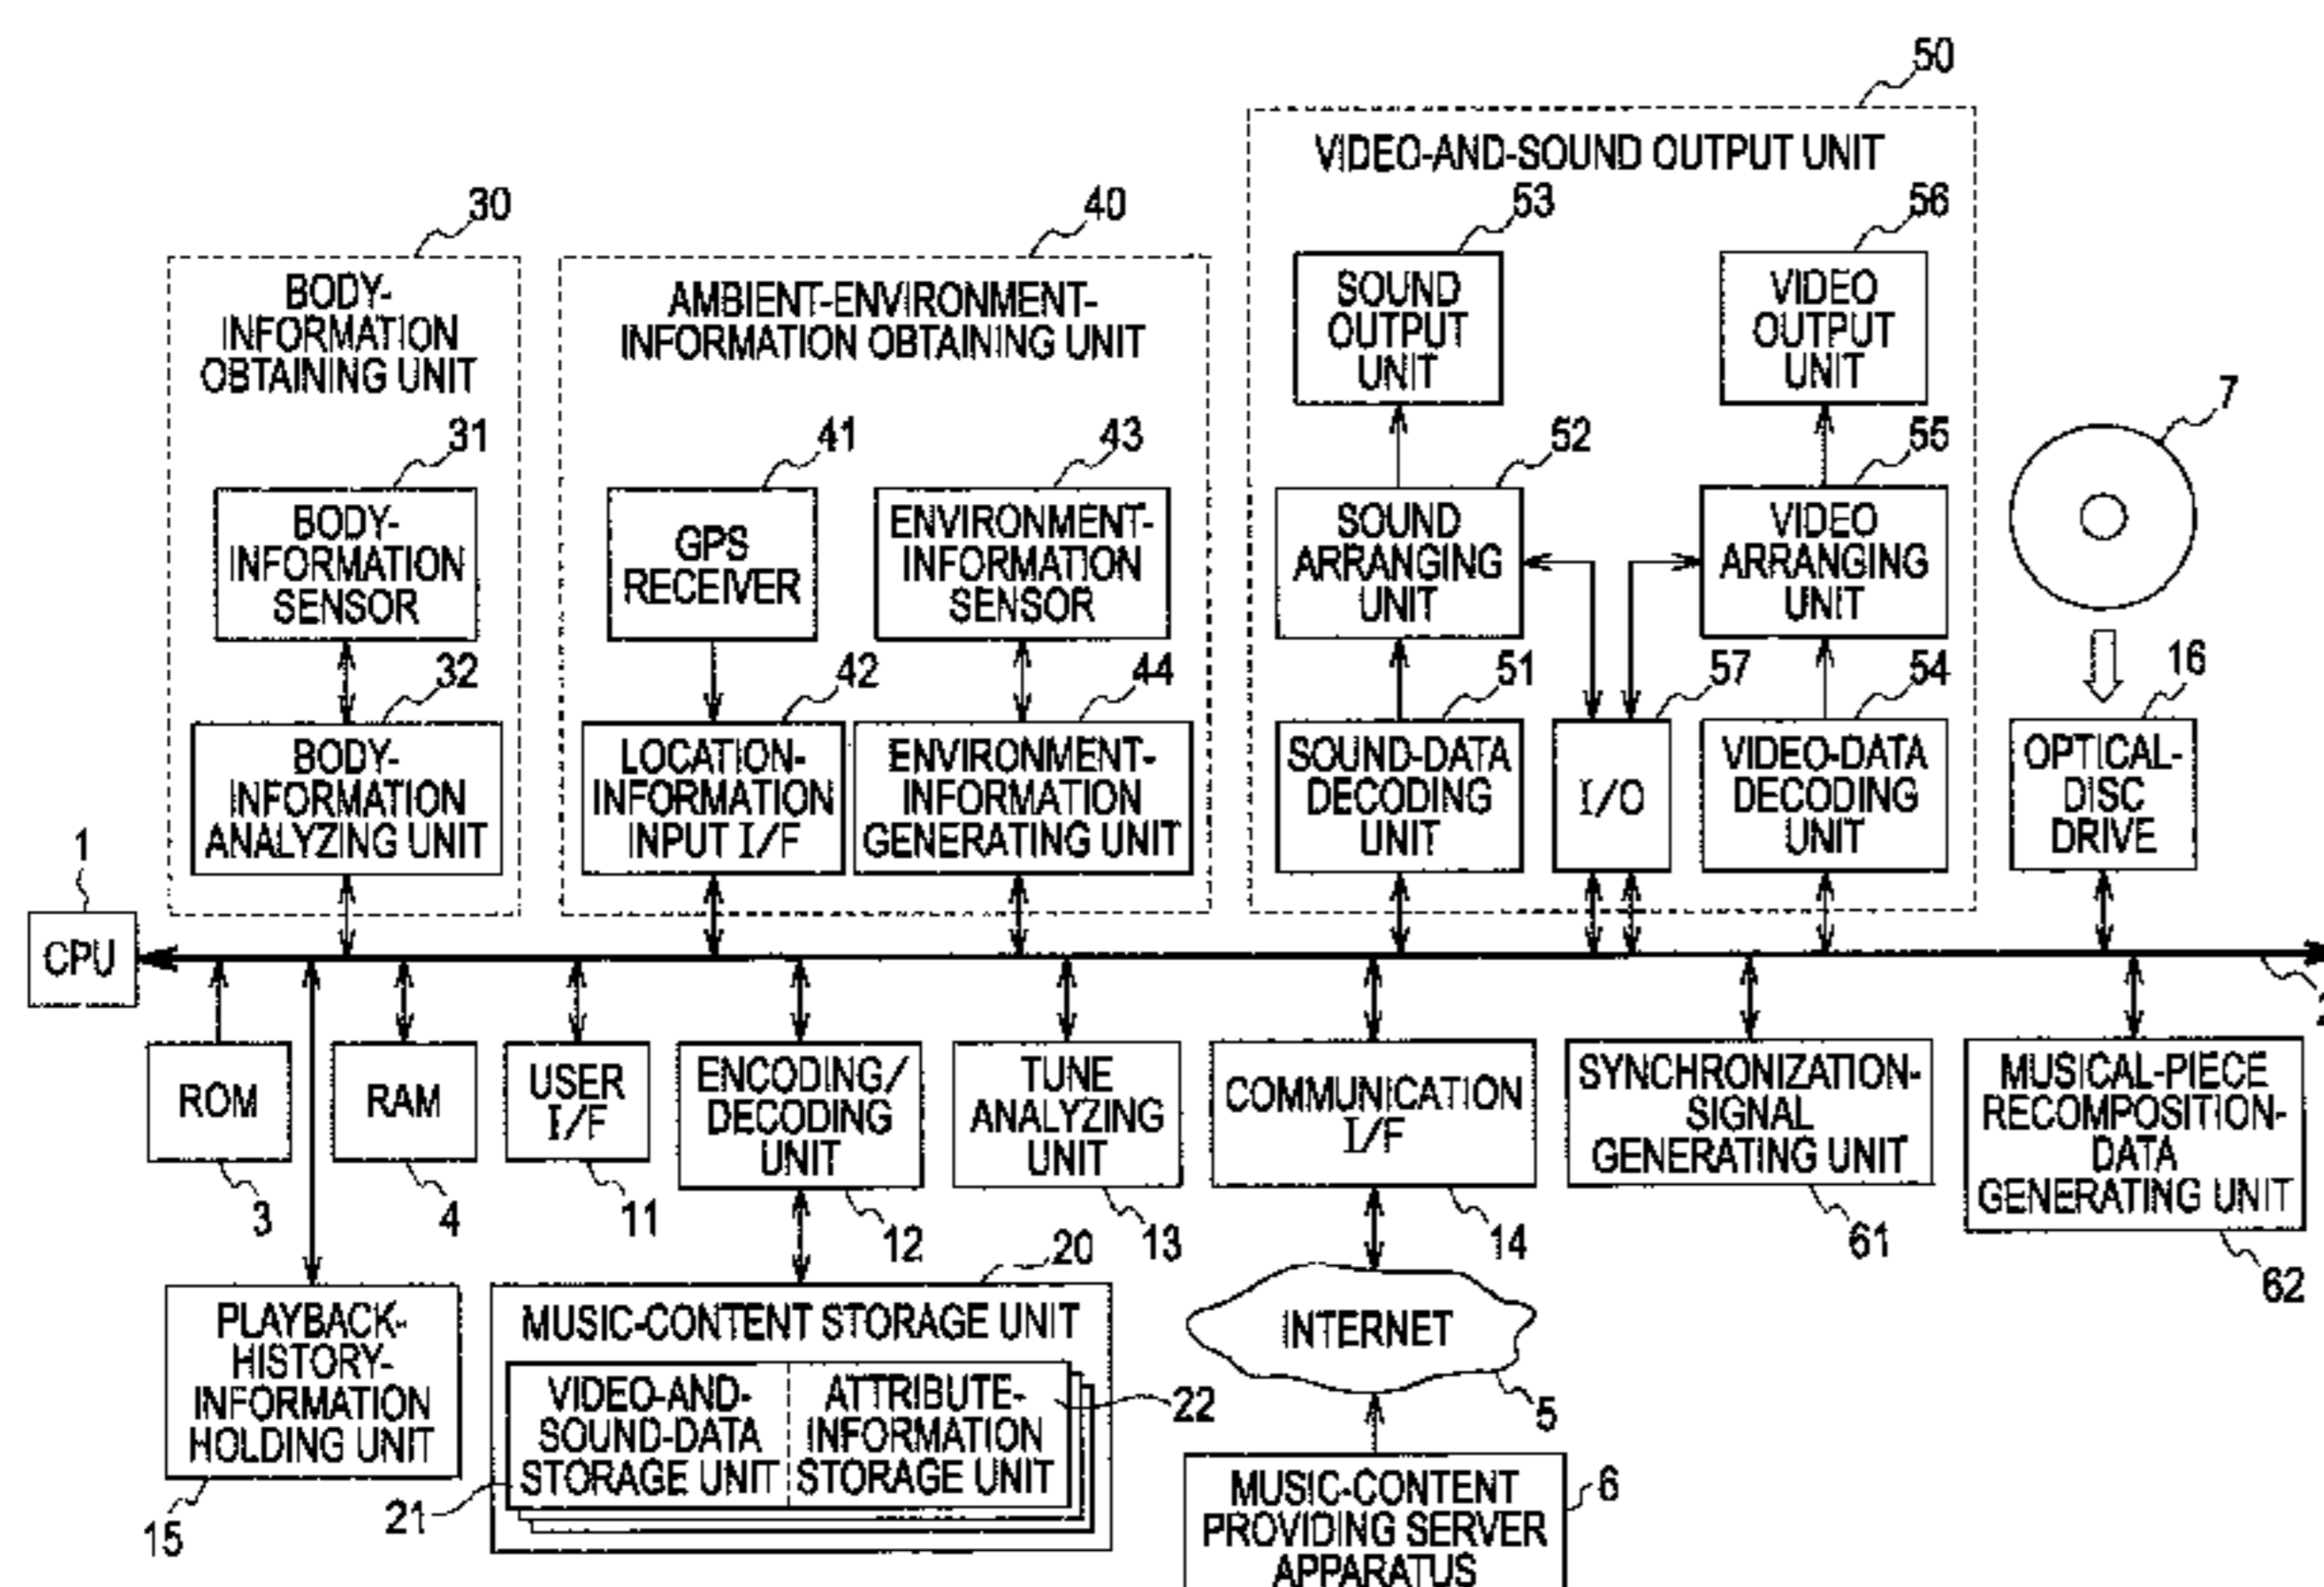 50
VIDEO-AND-SOUND OUTPUT UNIT
30
40
53
56
BODY-
INFORMATION
OBTAINING UNIT
AMBIENT-ENVIRONMENT-
INFORMATION OBTAINING UNIT
SOUND
OUTPUT
UNIT
VIDEO
OUTPUT
UNIT
7
31
41
43
52
55
BODY-
INFORMATION
SENSOR
GPS
RECEIVER
ENVIRONMENT-
INFORMATION
SENSOR
SOUND
ARRANGING
UNIT
VIDEO
ARRANGING
UNIT
32
42
44
51
57
54
16
BODY-
INFORMATION
ANALYZING UNIT
LOCATION-
INFORMATION
INPUT I/F
ENVIRONMENT-
INFORMATION
GENERATING UNIT
SOUND-DATA
DECODING
UNIT
I/O
VIDEO-DATA
DECODING
UNIT
OPTICAL-
DISC
DRIVE
1
CPU
ROM
RAM
USER
I/F
ENCODING/
DECODING
UNIT
TUNE
ANALYZING
UNIT
COMMUNICATION
I/F
SYNCHRONIZATION-
SIGNAL
GENERATING UNIT
MUSICAL-PIECE
RECOMPOSITION-
DATA
GENERATING UNIT
3
4
11
12
13
14
61
62
20
PLAYBACK-
HISTORY-
INFORMATION
HOLDING UNIT
15
MUSIC-CONTENT STORAGE UNIT
VIDEO-AND-
SOUND-DATA
STORAGE UNIT
ATTRIBUTE-
INFORMATION
STORAGE UNIT
21
22
INTERNET
5
MUSIC-CONTENT
PROVIDING SERVER
APPARATUS
6